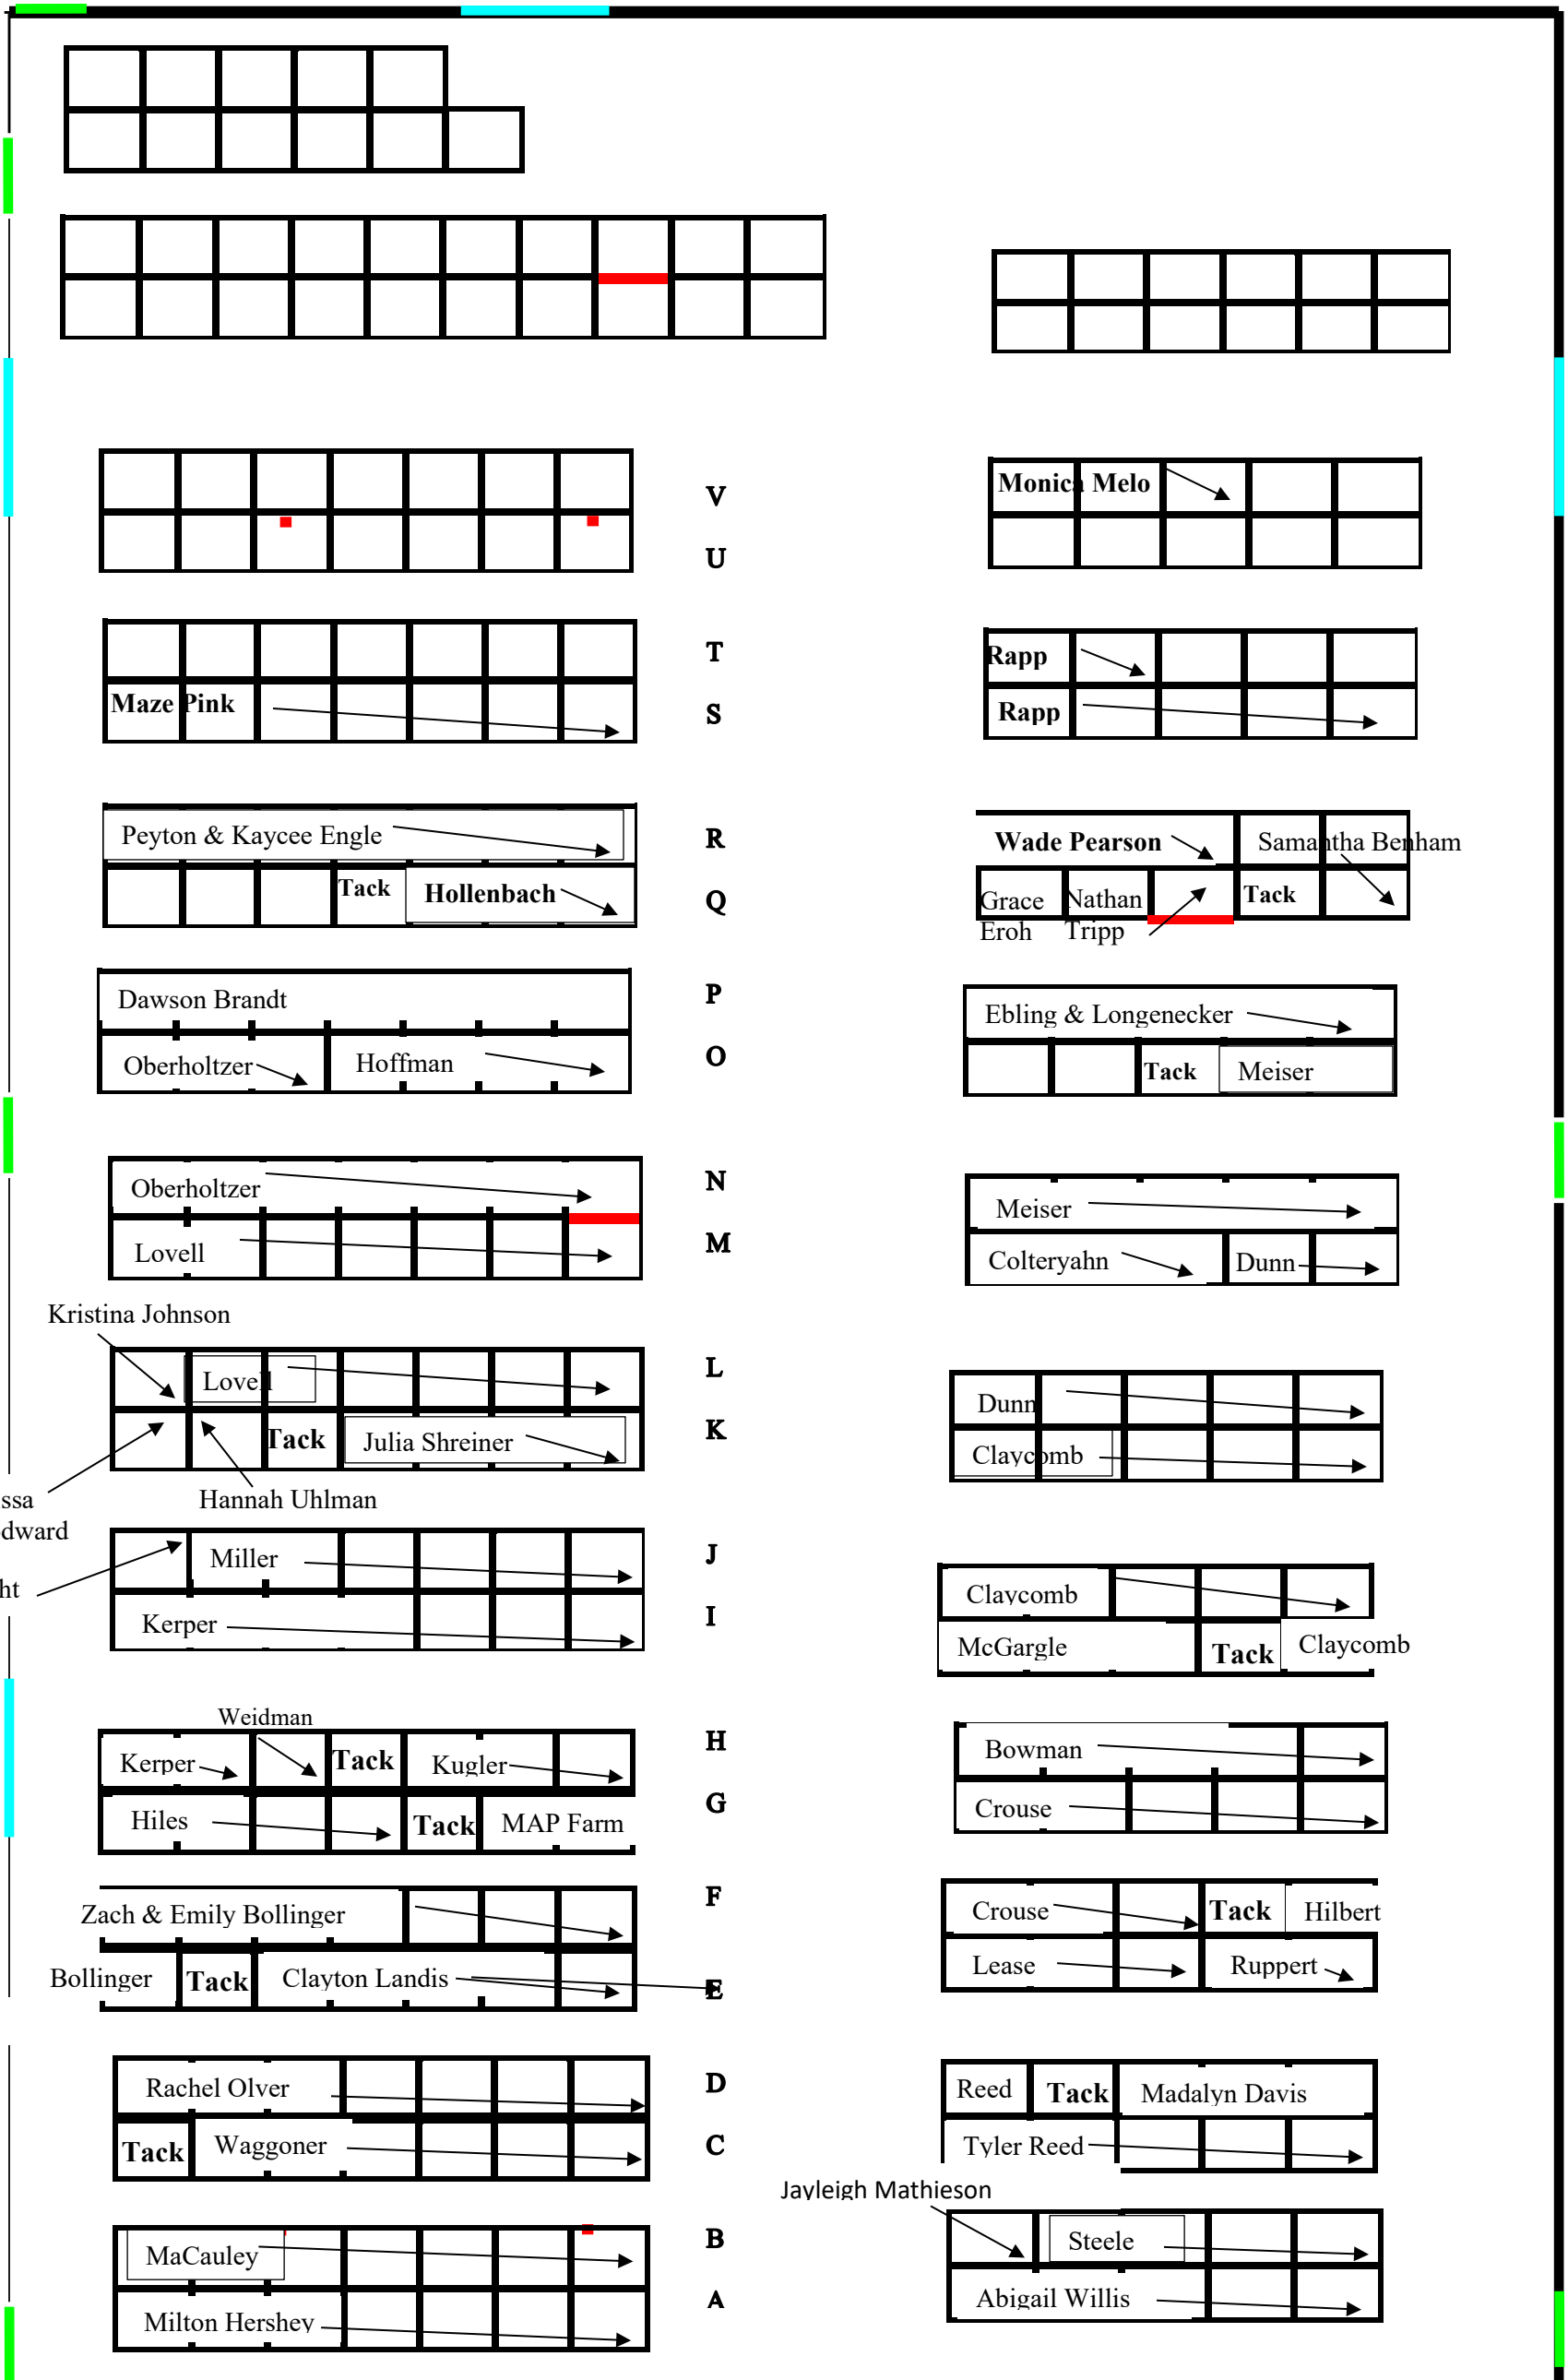 V
Monica Melo
U
T
Rapp
Maze Pink
S
Rapp
Peyton & Kaycee Engle
R
Wade Pearson
Samantha Benham
Tack
Hollenbach
Q
Grace
Eroh
Nathan
Tripp
Tack
Dawson Brandt
P
Ebling & Longenecker
Oberholtzer
Hoffman
O
Tack
Meiser
Oberholtzer
N
Meiser
Lovell
M
Colteryahn
Dunn
Kristina Johnson
Lovell
L
Dunn
Tack
Julia Shreiner
K
Claycomb
ssa
dward
Hannah Uhlman
Miller
J
Claycomb
ht
Kerper
I
McGargle
Tack
Claycomb
Weidman
Kerper
Tack
Kugler
H
Bowman
Hiles
Tack
MAP Farm
G
Crouse
Zach & Emily Bollinger
F
Crouse
Tack
Hilbert
Bollinger
Tack
Clayton Landis
E
Lease
Ruppert
Rachel Olver
D
Reed
Tack
Madalyn Davis
Tack
Waggoner
C
Tyler Reed
Jayleigh Mathieson
MaCauley
B
Steele
Milton Hershey
A
Abigail Willis